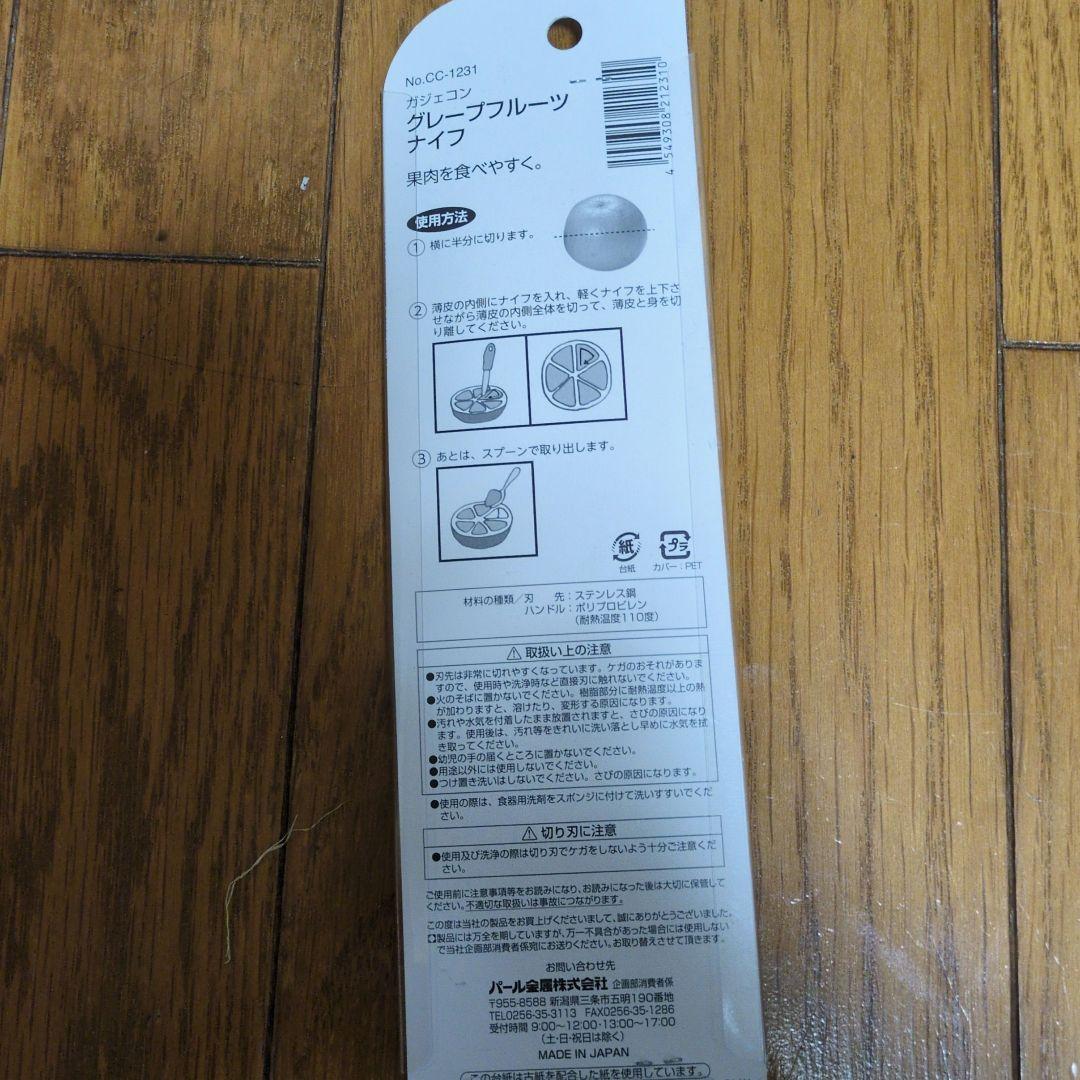 No.CC-1231
ガジェコン
グレープフルーツ
ナイフ
果肉を食べやすく。
4 549308 212310
使用方法
① 横に半分に切ります。
② 薄皮の内側にナイフを入れ、軽くナイフを上下さ
せながら薄皮の内側全体を切って、薄皮と身を切
り離してください。
③ あとは、スプーンで取り出します。
紙
台紙
プラ
カバー：PET
材料の種類／刃　先：ステンレス鋼
ハンドル：ポリプロピレン
（耐熱温度110度）
⚠ 取扱い上の注意
●刃先は非常に切れやすくなっています。ケガのおそれがありま
すので、使用時や洗浄時など直接刃に触れないでください。
●火のそばに置かないでください。樹脂部分に耐熱温度以上の熱
が加わりますと、溶けたり、変形する原因になります。
●汚れや水気を付着したまま放置されますと、さびの原因になり
ます。使用後は、汚れ等をきれいに洗い落とし早めに水気を拭
き取ってください。
●幼児の手の届くところに置かないでください。
●用途以外には使用しないでください。
●つけ置き洗いはしないでください。さびの原因になります。
●使用の際は、食器用洗剤をスポンジに付けて洗いすすいでくだ
さい。
⚠ 切り刃に注意
●使用及び洗浄の際は切り刃でケガをしないよう十分ご注意くだ
さい。
ご使用前に注意事項等をお読みになり、お読みになった後は大切に保管して
ください。不適切な取扱いは事故につながります。
この度は当社の製品をお買上げくださいまして、誠にありがとうございました。
製品には万全を期していますが、万一不具合があった場合には使用しない
で当社企画部消費者係宛にお送りください。お取り替えさせて頂きます。
お問い合わせ先
パール金属株式会社 企画部消費者係
〒955-8588 新潟県三条市五明190番地
TEL0256-35-3113 FAX0256-35-1286
受付時間 9:00〜12:00・13:00〜17:00
（土・日・祝日は除く）
MADE IN JAPAN
この台紙は古紙を配合した紙を使用しています。